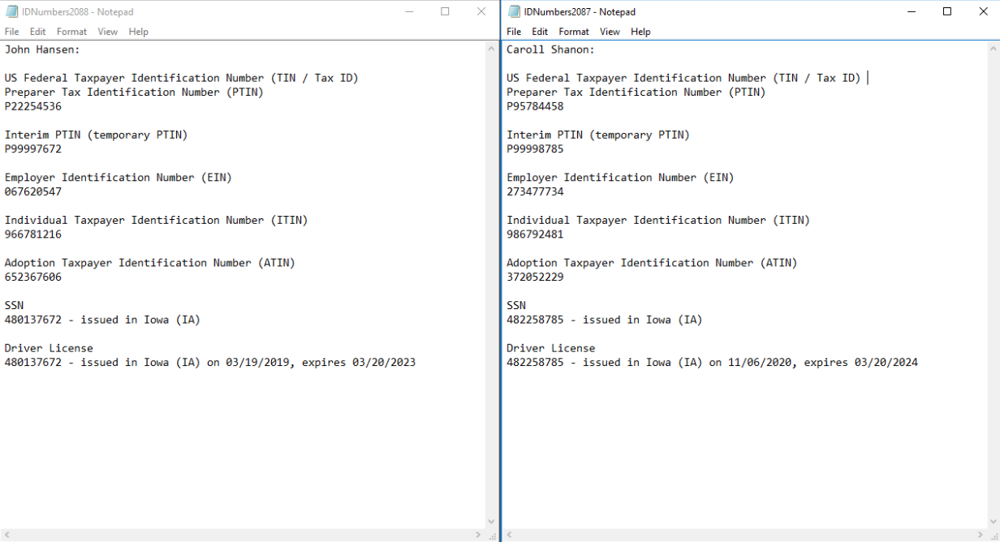 IDNumbers2088 - Notepad
File Edit Format View Help
John Hansen:
US Federal Taxpayer Identification Number (TIN / Tax ID)
Preparer Tax Identification Number (PTIN)
P22254536
Interim PTIN (temporary PTIN)
P99997672
Employer Identification Number (EIN)
067620547
Individual Taxpayer Identification Number (ITIN)
966781216
Adoption Taxpayer Identification Number (ATIN)
652367606
SSN
480137672 - issued in Iowa (IA)
Driver License
480137672 - issued in Iowa (IA) on 03/19/2019, expires 03/20/2023
IDNumbers2087 - Notepad
File Edit Format View Help
Caroll Shanon:
US Federal Taxpayer Identification Number (TIN / Tax ID)
Preparer Tax Identification Number (PTIN)
P95784458
Interim PTIN (temporary PTIN)
P99998785
Employer Identification Number (EIN)
273477734
Individual Taxpayer Identification Number (ITIN)
986792481
Adoption Taxpayer Identification Number (ATIN)
372052229
SSN
482258785 - issued in Iowa (IA)
Driver License
482258785 - issued in Iowa (IA) on 11/06/2020, expires 03/20/2024